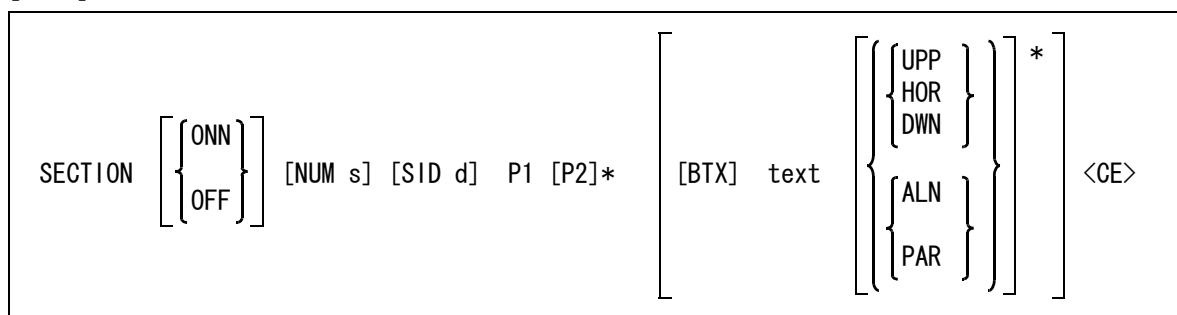 UPP
HOR
DWN
*
ONN
OFF
SECTION [NUM s] [SID d] P1 [P2]* [BTX] text <CE>
ALN
PAR